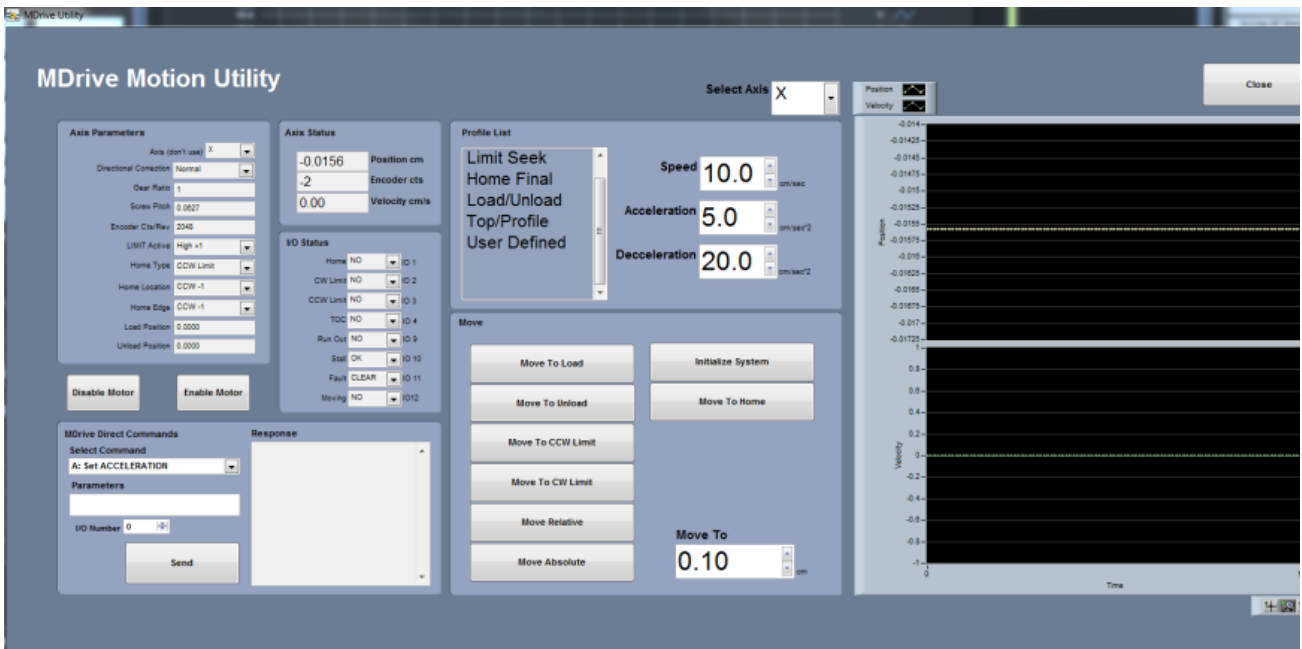 MDrive Utility
MDrive Motion Utility
Select Axis X
Position
Velocity
Close
Axis Parameters
Axis (don't use) X
Directional Correction Normal
Gear Ratio 1
Screw Pitch 0.0627
Encoder Cts/Rev 2048
LIMIT Active High =1
Home Type CCW Limit
Home Location CCW -1
Home Edge CCW -1
Load Position 0.0000
Unload Position 0.0000
Disable Motor
Enable Motor
Axis Status
-0.0156 Position cm
-2 Encoder cts
0.00 Velocity cm/s
I/O Status
Home NO IO 1
CW Limit NO IO 2
CCW Limit NO IO 3
TOC NO IO 4
Run Out NO IO 9
Stall OK IO 10
Fault CLEAR IO 11
Moving NO IO12
MDrive Direct Commands
Select Command
A: Set ACCELERATION
Parameters
I/O Number 0
Send
Response
Profile List
Limit Seek
Home Final
Load/Unload
Top/Profile
User Defined
Speed 10.0 cm/sec
Acceleration 5.0 cm/sec^2
Decceleration 20.0 cm/sec^2
Move
Move To Load
Move To Unload
Move To CCW Limit
Move To CW Limit
Move Relative
Move Absolute
Initialize System
Move To Home
Move To
0.10 cm
Position
-0.014
-0.01425
-0.0145
-0.01475
-0.015
-0.01525
-0.0155
-0.01575
-0.016
-0.01625
-0.0165
-0.01675
-0.017
-0.01725
Velocity
1
0.8
0.6
0.4
0.2
0
-0.2
-0.4
-0.6
-0.8
-1
0
Time